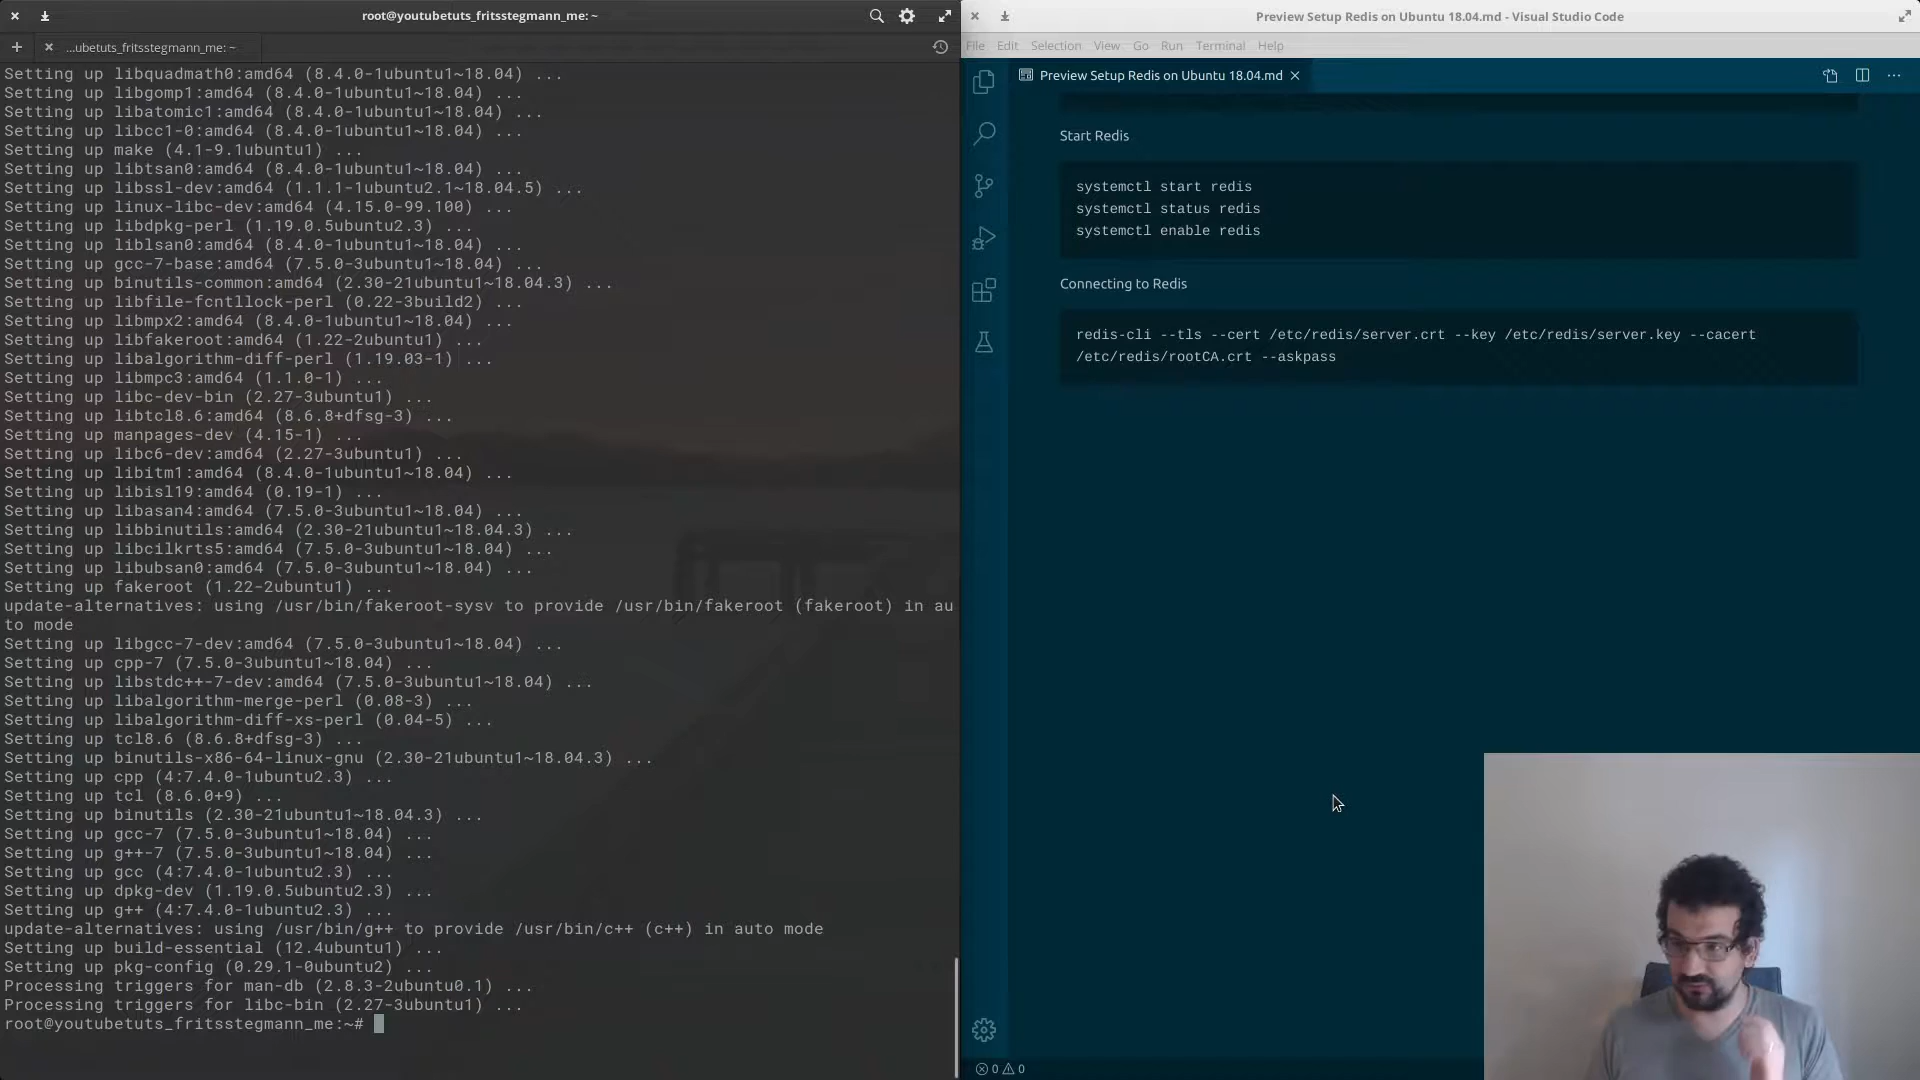 root@youtubetuts_fritsstegmann_me:~
...ubetuts_fritsstegmann_me: ~
Setting up libquadmath0:amd64 (8.4.0-1ubuntu1~18.04) ...
Setting up libgomp1:amd64 (8.4.0-1ubuntu1~18.04) ...
Setting up libatomic1:amd64 (8.4.0-1ubuntu1~18.04) ...
Setting up libcc1-0:amd64 (8.4.0-1ubuntu1~18.04) ...
Setting up make (4.1-9.1ubuntu1) ...
Setting up libtsan0:amd64 (8.4.0-1ubuntu1~18.04) ...
Setting up libssl-dev:amd64 (1.1.1-1ubuntu2.1~18.04.5) ...
Setting up linux-libc-dev:amd64 (4.15.0-99.100) ...
Setting up libdpkg-perl (1.19.0.5ubuntu2.3) ...
Setting up liblsan0:amd64 (8.4.0-1ubuntu1~18.04) ...
Setting up gcc-7-base:amd64 (7.5.0-3ubuntu1~18.04) ...
Setting up binutils-common:amd64 (2.30-21ubuntu1~18.04.3) ...
Setting up libfile-fcntllock-perl (0.22-3build2) ...
Setting up libmpx2:amd64 (8.4.0-1ubuntu1~18.04) ...
Setting up libfakeroot:amd64 (1.22-2ubuntu1) ...
Setting up libalgorithm-diff-perl (1.19.03-1) ...
Setting up libmpc3:amd64 (1.1.0-1) ...
Setting up libc-dev-bin (2.27-3ubuntu1) ...
Setting up libtcl8.6:amd64 (8.6.8+dfsg-3) ...
Setting up manpages-dev (4.15-1) ...
Setting up libc6-dev:amd64 (2.27-3ubuntu1) ...
Setting up libitm1:amd64 (8.4.0-1ubuntu1~18.04) ...
Setting up libisl19:amd64 (0.19-1) ...
Setting up libasan4:amd64 (7.5.0-3ubuntu1~18.04) ...
Setting up libbinutils:amd64 (2.30-21ubuntu1~18.04.3) ...
Setting up libcilkrts5:amd64 (7.5.0-3ubuntu1~18.04) ...
Setting up libubsan0:amd64 (7.5.0-3ubuntu1~18.04) ...
Setting up fakeroot (1.22-2ubuntu1) ...
update-alternatives: using /usr/bin/fakeroot-sysv to provide /usr/bin/fakeroot (fakeroot) in au
to mode
Setting up libgcc-7-dev:amd64 (7.5.0-3ubuntu1~18.04) ...
Setting up cpp-7 (7.5.0-3ubuntu1~18.04) ...
Setting up libstdc++-7-dev:amd64 (7.5.0-3ubuntu1~18.04) ...
Setting up libalgorithm-merge-perl (0.08-3) ...
Setting up libalgorithm-diff-xs-perl (0.04-5) ...
Setting up tcl8.6 (8.6.8+dfsg-3) ...
Setting up binutils-x86-64-linux-gnu (2.30-21ubuntu1~18.04.3) ...
Setting up cpp (4:7.4.0-1ubuntu2.3) ...
Setting up tcl (8.6.0+9) ...
Setting up binutils (2.30-21ubuntu1~18.04.3) ...
Setting up gcc-7 (7.5.0-3ubuntu1~18.04) ...
Setting up g++-7 (7.5.0-3ubuntu1~18.04) ...
Setting up gcc (4:7.4.0-1ubuntu2.3) ...
Setting up dpkg-dev (1.19.0.5ubuntu2.3) ...
Setting up g++ (4:7.4.0-1ubuntu2.3) ...
update-alternatives: using /usr/bin/g++ to provide /usr/bin/c++ (c++) in auto mode
Setting up build-essential (12.4ubuntu1) ...
Setting up pkg-config (0.29.1-0ubuntu2) ...
Processing triggers for man-db (2.8.3-2ubuntu0.1) ...
Processing triggers for libc-bin (2.27-3ubuntu1) ...
root@youtubetuts_fritsstegmann_me:~#
Preview Setup Redis on Ubuntu 18.04.md - Visual Studio Code
File Edit Selection View Go Run Terminal Help
Preview Setup Redis on Ubuntu 18.04.md
Start Redis
systemctl start redis
systemctl status redis
systemctl enable redis
Connecting to Redis
redis-cli --tls --cert /etc/redis/server.crt --key /etc/redis/server.key --cacert
/etc/redis/rootCA.crt --askpass
0 0